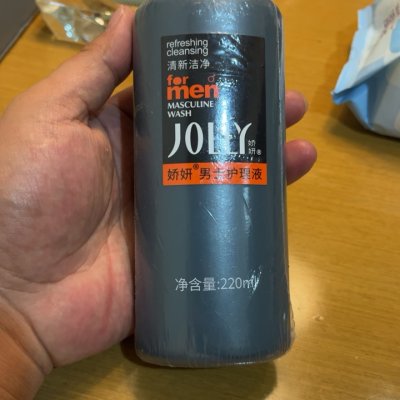 refreshing
cleansing
清新洁净
for
men
MASCULINE
WASH
娇妍®
娇妍®男士护理液
净含量:220ml